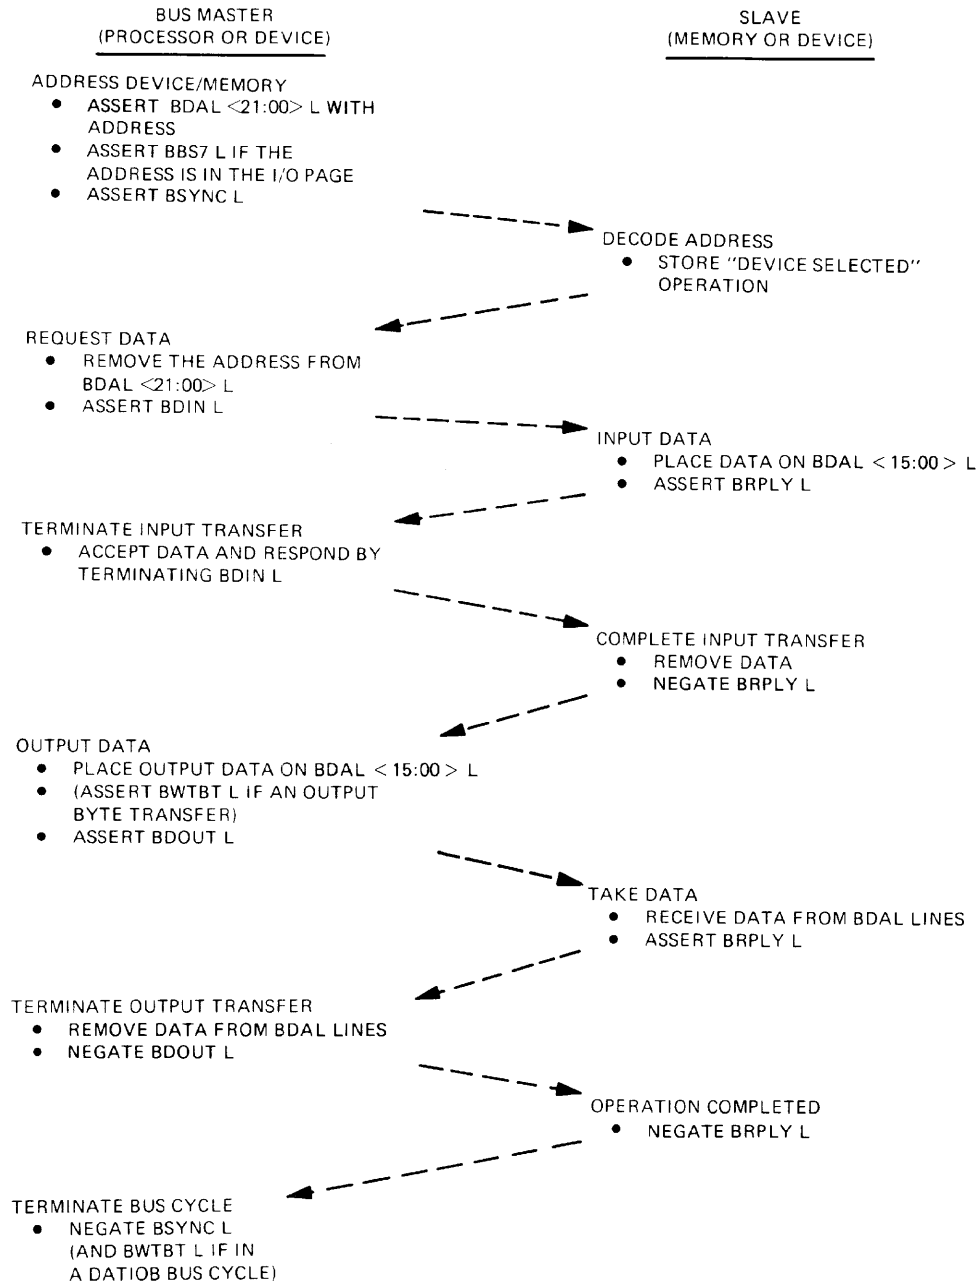 BUS MASTER
(PROCESSOR OR DEVICE)
SLAVE
(MEMORY OR DEVICE)
ADDRESS DEVICE/MEMORY
• ASSERT BDAL <21:00> L WITH
ADDRESS
• ASSERT BBS7 L IF THE
ADDRESS IS IN THE I/O PAGE
• ASSERT BSYNC L
DECODE ADDRESS
• STORE "DEVICE SELECTED"
OPERATION
REQUEST DATA
• REMOVE THE ADDRESS FROM
BDAL <21:00> L
• ASSERT BDIN L
INPUT DATA
• PLACE DATA ON BDAL <15:00> L
• ASSERT BRPLY L
TERMINATE INPUT TRANSFER
• ACCEPT DATA AND RESPOND BY
TERMINATING BDIN L
COMPLETE INPUT TRANSFER
• REMOVE DATA
• NEGATE BRPLY L
OUTPUT DATA
• PLACE OUTPUT DATA ON BDAL <15:00> L
• (ASSERT BWTBT L IF AN OUTPUT
BYTE TRANSFER)
• ASSERT BDOUT L
TAKE DATA
• RECEIVE DATA FROM BDAL LINES
• ASSERT BRPLY L
TERMINATE OUTPUT TRANSFER
• REMOVE DATA FROM BDAL LINES
• NEGATE BDOUT L
OPERATION COMPLETED
• NEGATE BRPLY L
TERMINATE BUS CYCLE
• NEGATE BSYNC L
(AND BWTBT L IF IN
A DATIOB BUS CYCLE)